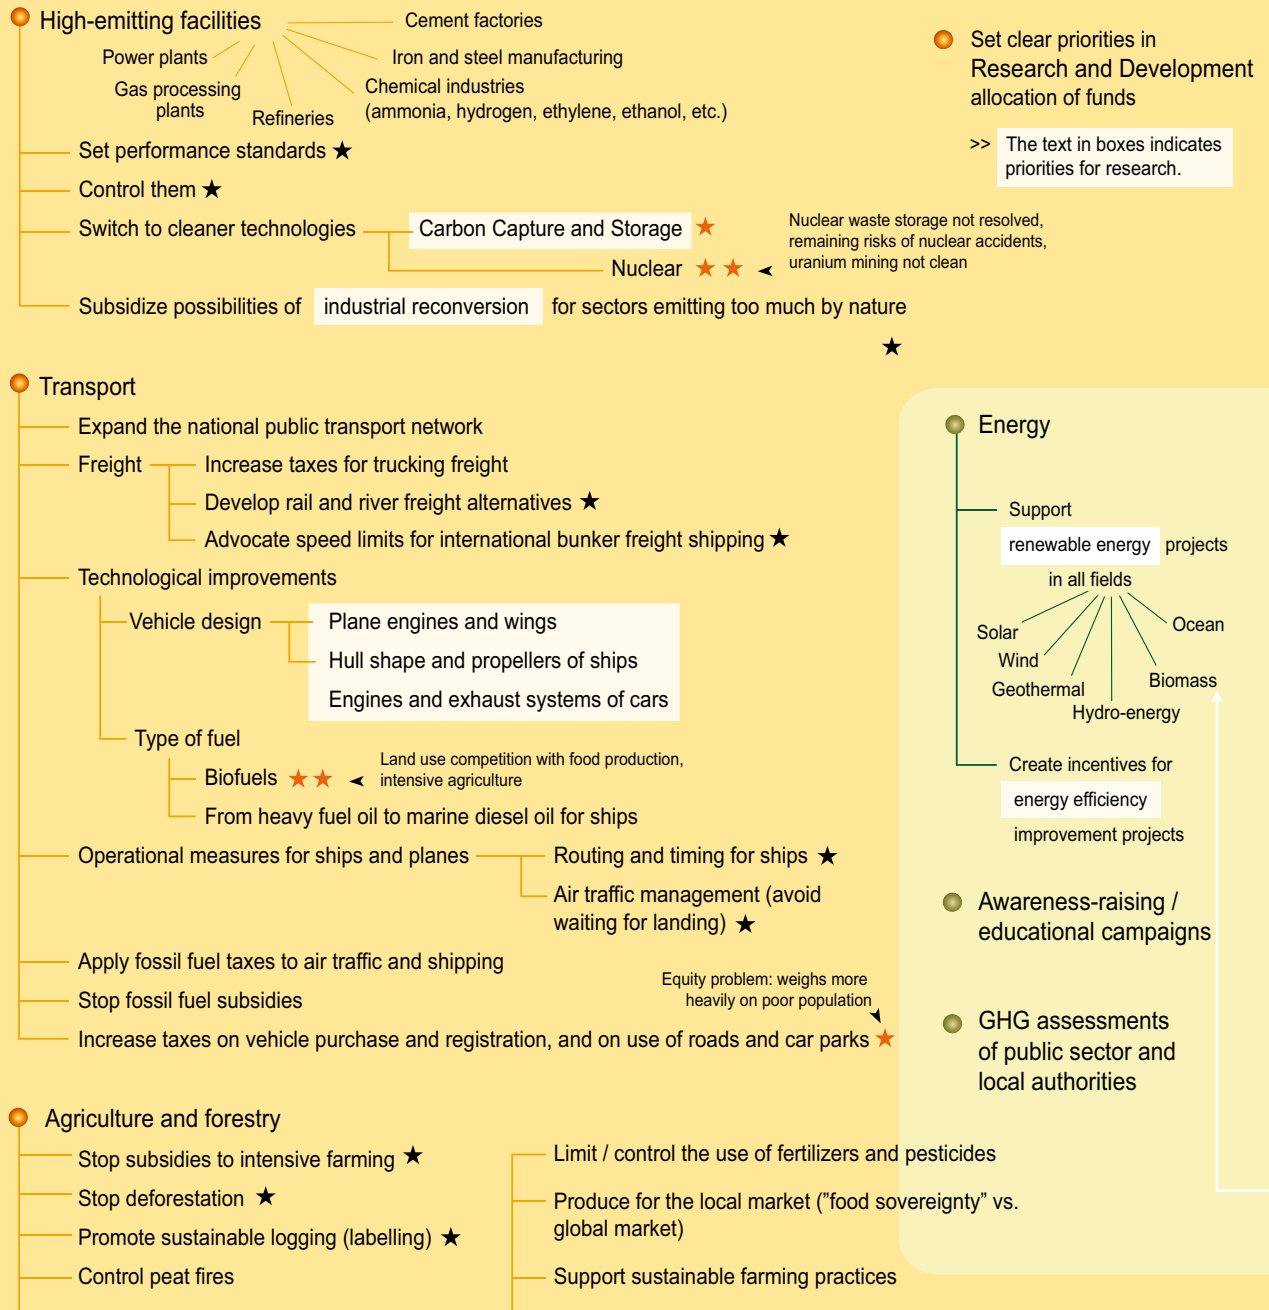 High-emitting facilities
Cement factories
Power plants
Iron and steel manufacturing
Gas processing
plants
Chemical industries
(ammonia, hydrogen, ethylene, ethanol, etc.)
Refineries
Set performance standards ★
Control them ★
Switch to cleaner technologies
Carbon Capture and Storage ★
Nuclear ★ ★
Nuclear waste storage not resolved,
remaining risks of nuclear accidents,
uranium mining not clean
Subsidize possibilities of industrial reconversion for sectors emitting too much by nature
★
Set clear priorities in
Research and Development
allocation of funds
>> The text in boxes indicates
priorities for research.
Transport
Expand the national public transport network
Freight
Increase taxes for trucking freight
Develop rail and river freight alternatives ★
Advocate speed limits for international bunker freight shipping ★
Technological improvements
Vehicle design
Plane engines and wings
Hull shape and propellers of ships
Engines and exhaust systems of cars
Type of fuel
Biofuels ★★
Land use competition with food production,
intensive agriculture
From heavy fuel oil to marine diesel oil for ships
Operational measures for ships and planes
Routing and timing for ships ★
Air traffic management (avoid
waiting for landing) ★
Apply fossil fuel taxes to air traffic and shipping
Stop fossil fuel subsidies
Equity problem: weighs more
heavily on poor population
Increase taxes on vehicle purchase and registration, and on use of roads and car parks ★
Energy
Support
renewable energy projects
in all fields
Solar
Wind
Geothermal
Hydro-energy
Biomass
Ocean
Create incentives for
energy efficiency
improvement projects
Awareness-raising /
educational campaigns
GHG assessments
of public sector and
local authorities
Agriculture and forestry
Stop subsidies to intensive farming ★
Stop deforestation ★
Promote sustainable logging (labelling) ★
Control peat fires
Limit / control the use of fertilizers and pesticides
Produce for the local market (”food sovereignty” vs.
global market)
Support sustainable farming practices